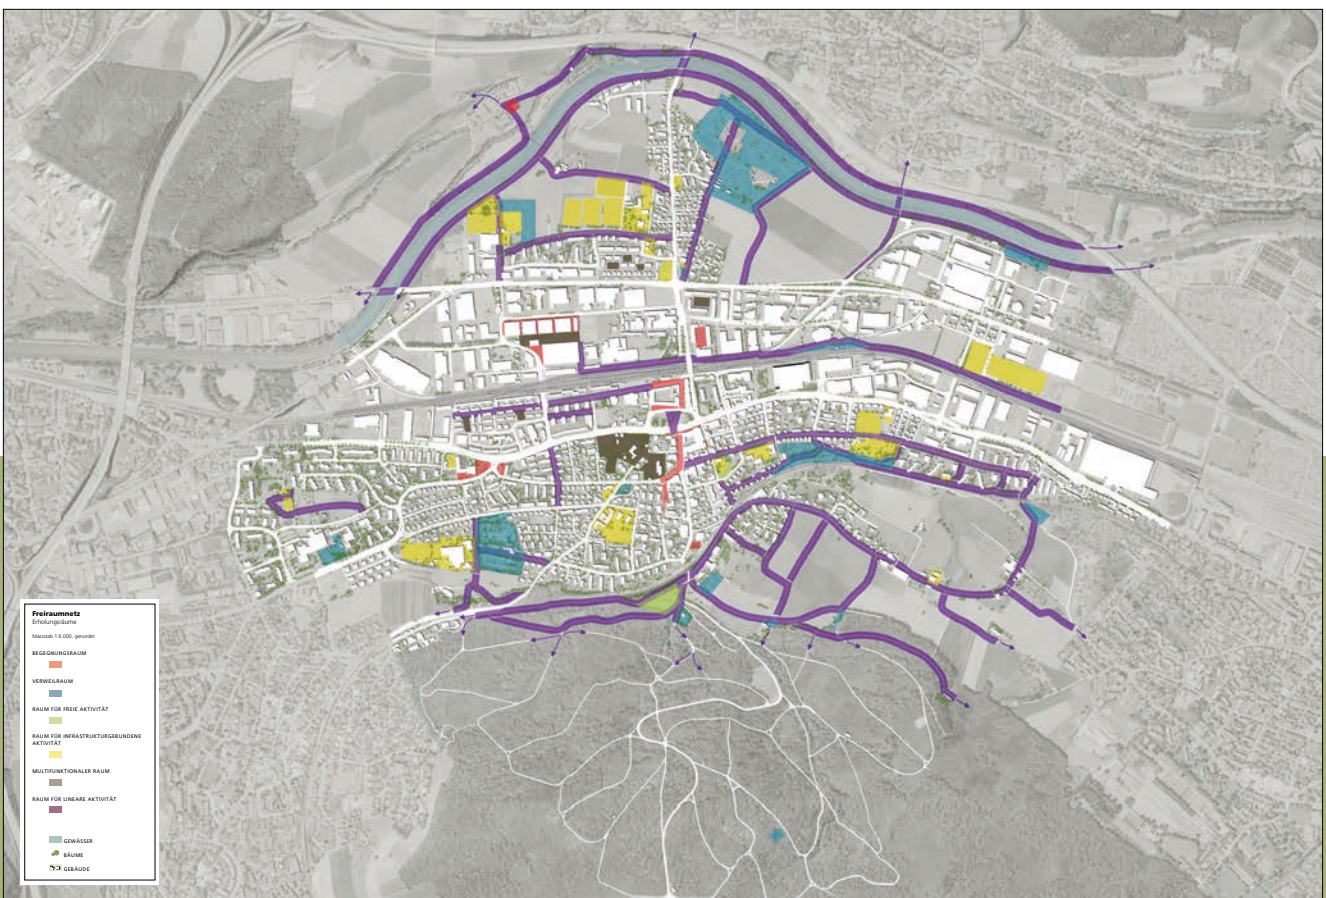 Freiraumnetz
Erholungsräume
Massstab 1:6.000, genordet
BEGEGNUNGSRAUM
VERWEILRAUM
RAUM FÜR FREIE AKTIVITÄT
RAUM FÜR INFRASTRUKTURGEBUNDENE
AKTIVITÄT
MULTIFUNKTIONALER RAUM
RAUM FÜR LINEARE AKTIVITÄT
GEWÄSSER
BÄUME
GEBÄUDE